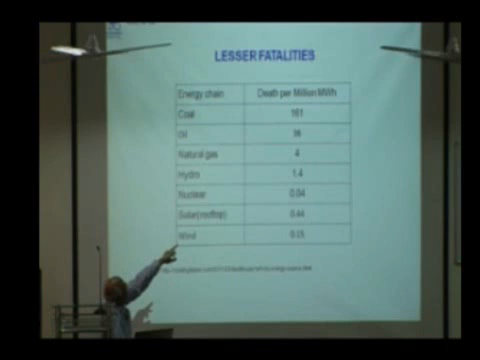 LESSER FATALITIES
Energy chain Death per Million MWh
Coal 161
Oil 36
Natural gas 4
Hydro 1.4
Nuclear 0.04
Solar(rooftop) 0.44
Wind 0.15